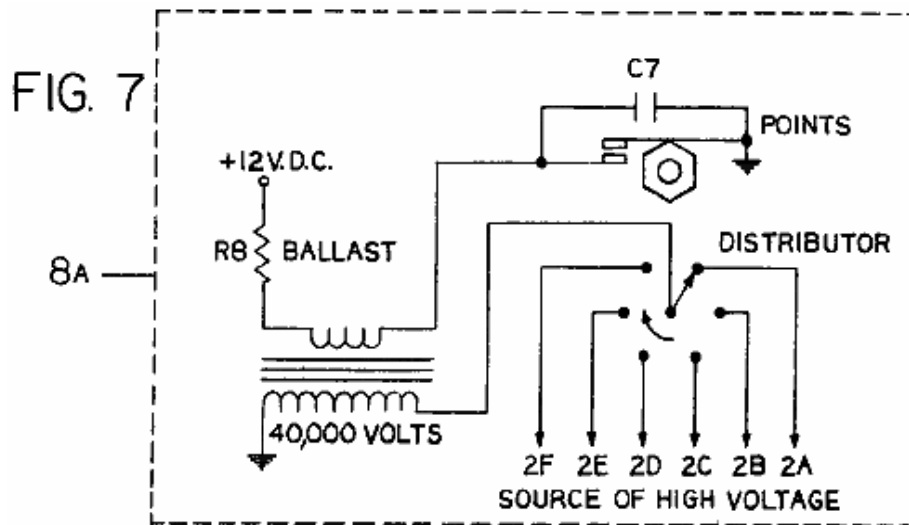 FIG. 7
C7
POINTS
+12V.D.C.
R8 BALLAST
DISTRIBUTOR
8A
40,000 VOLTS
2F 2E 2D 2C 2B 2A
SOURCE OF HIGH VOLTAGE